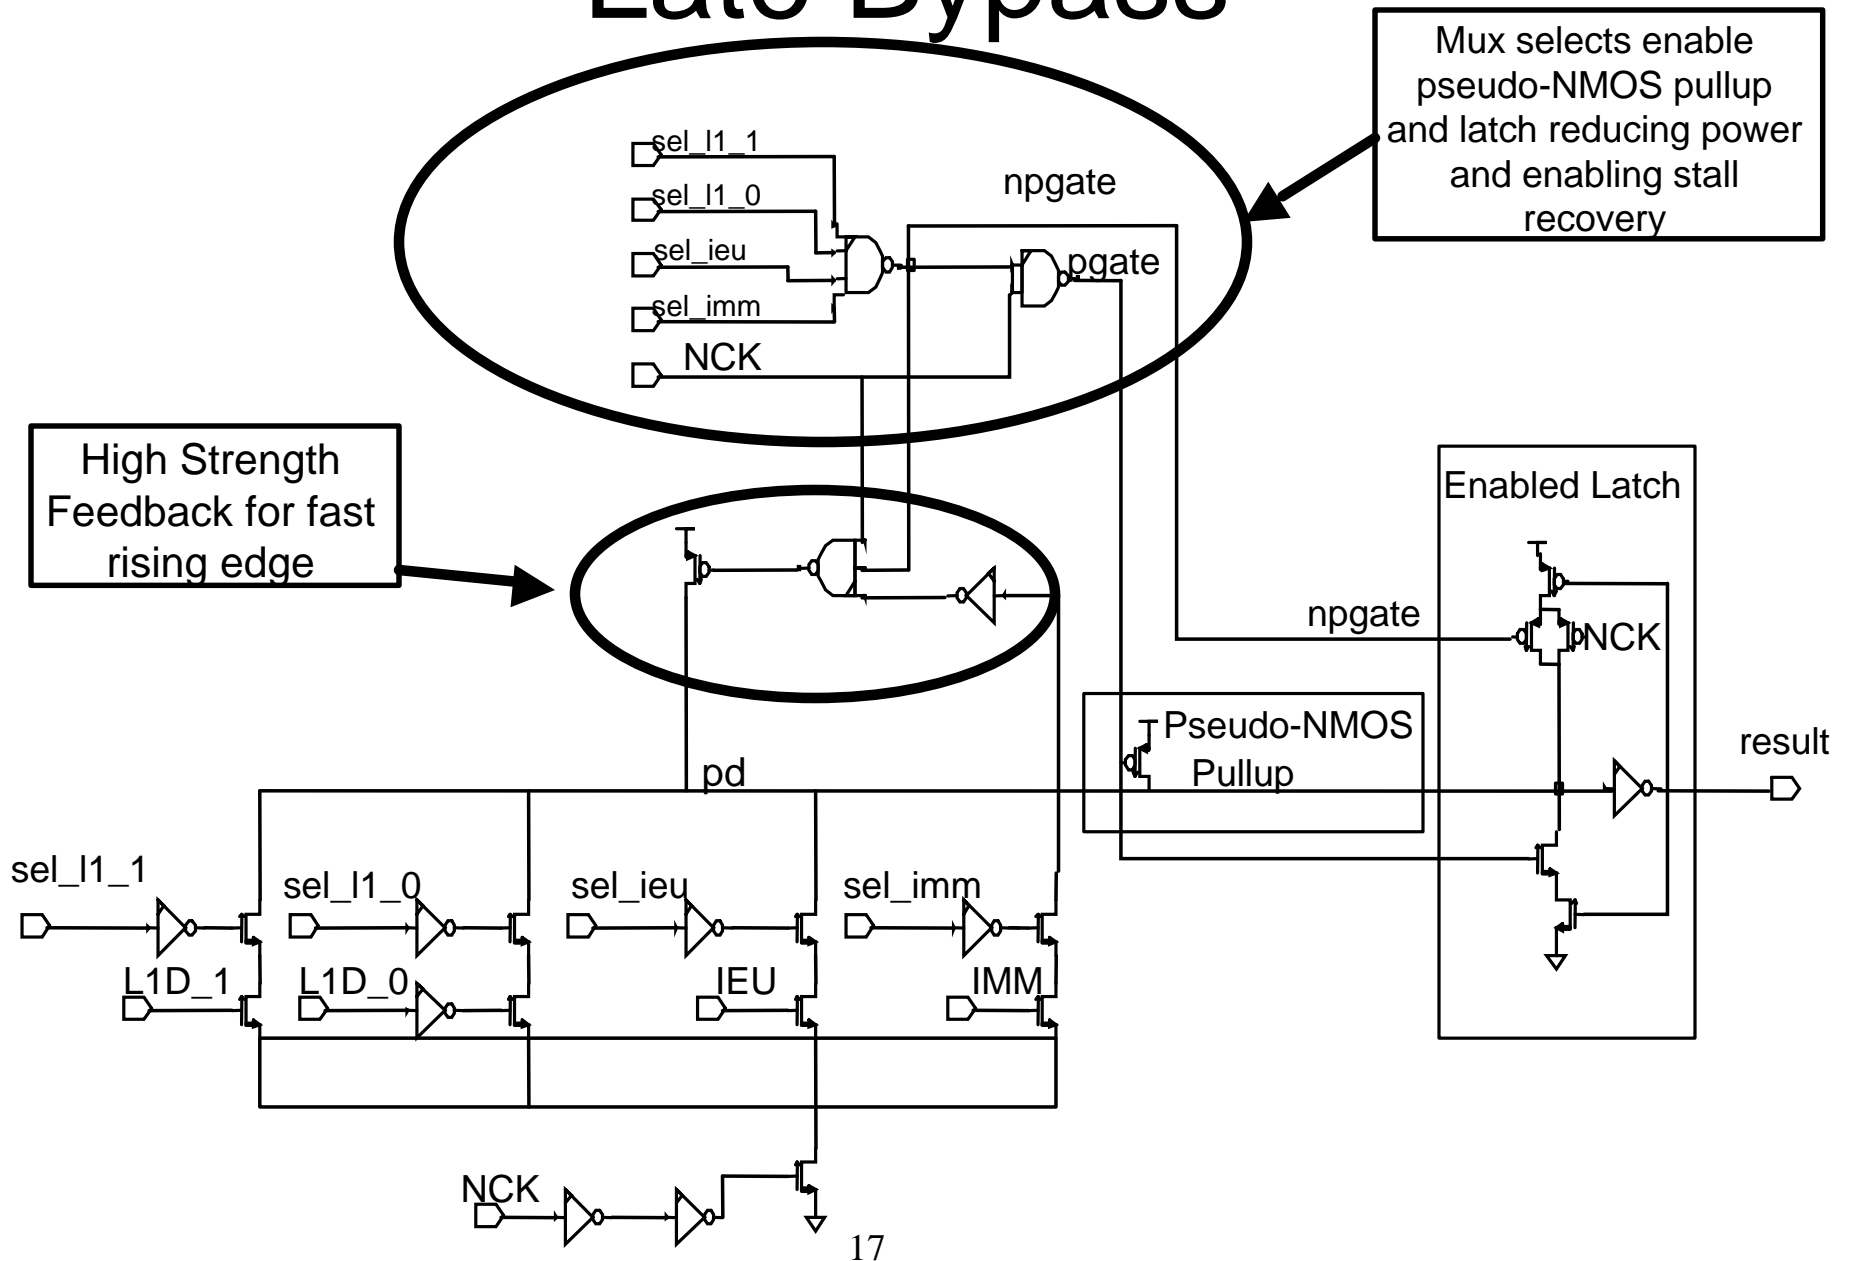 Late Bypass
Mux selects enable
pseudo-NMOS pullup
and latch reducing power
and enabling stall
recovery
sel_l1_1
sel_l1_0
sel_ieu
sel_imm
NCK
npgate
pgate
High Strength
Feedback for fast
rising edge
Enabled Latch
npgate
NCK
Pseudo-NMOS
Pullup
result
pd
sel_l1_1
sel_l1_0
sel_ieu
sel_imm
L1D_1
L1D_0
IEU
IMM
NCK
17